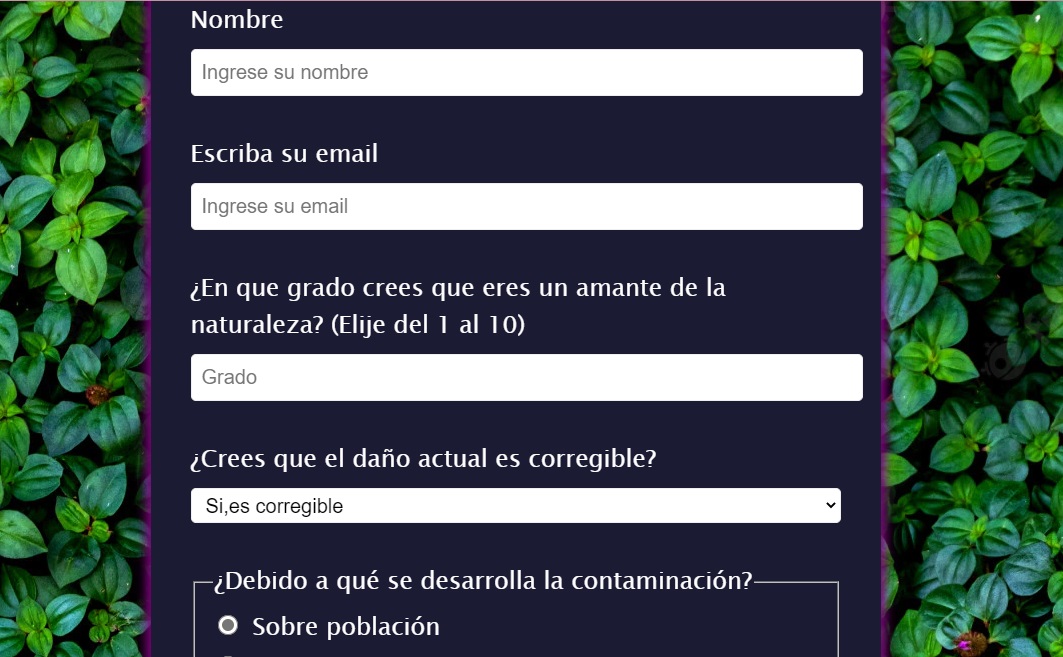 Nombre
Ingrese su nombre
Escriba su email
Ingrese su email
¿En que grado crees que eres un amante de la
naturaleza? (Elije del 1 al 10)
Grado
¿Crees que el daño actual es corregible?
Si,es corregible
¿Debido a qué se desarrolla la contaminación?
Sobre población